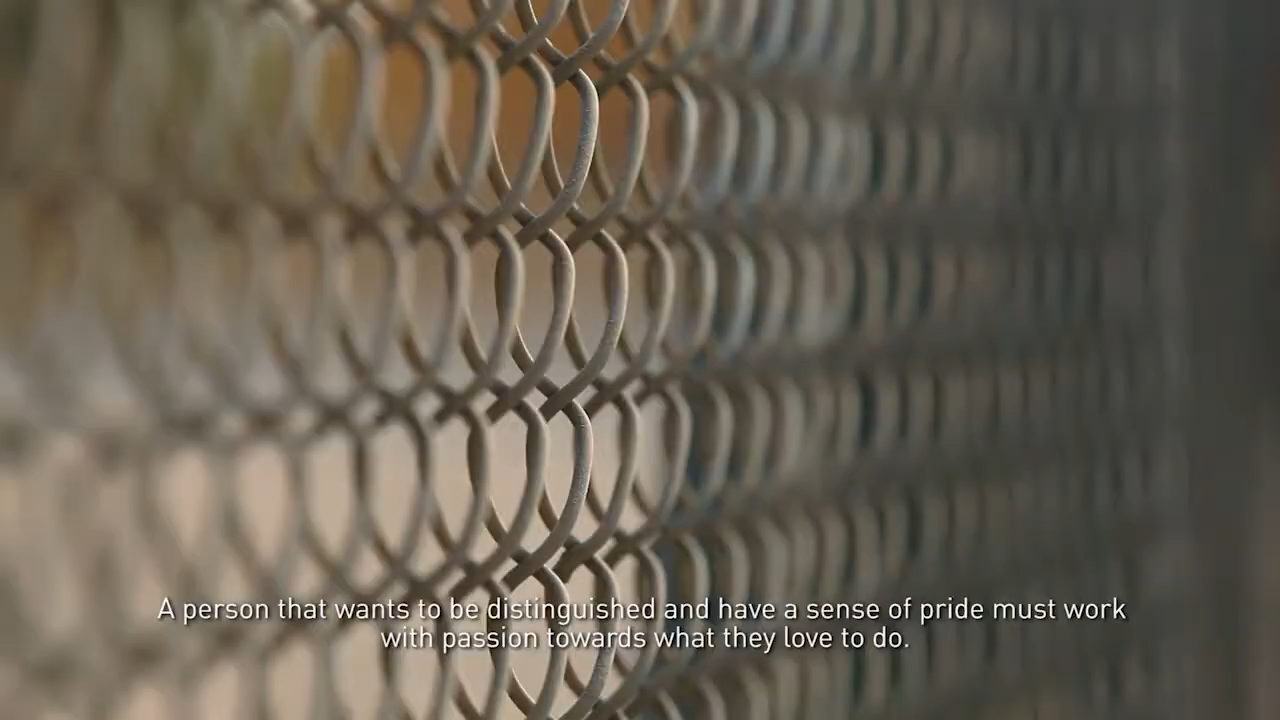 A person that wants to be distinguished and have a sense of pride must work
with passion towards what they love to do.